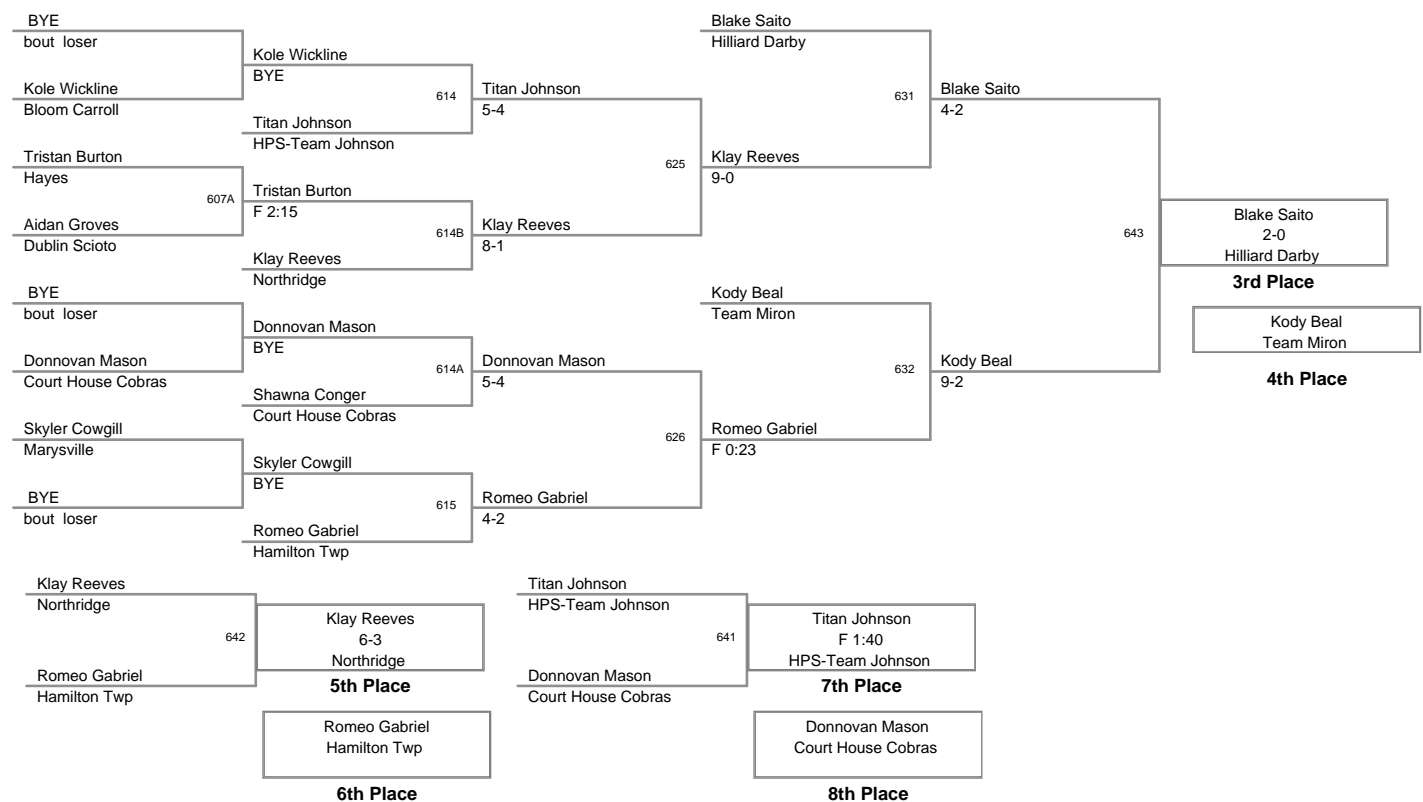 BYE
bout loser
Kole Wickline
Bloom Carroll
Tristan Burton
Hayes
607A
Aidan Groves
Dublin Scioto
BYE
bout loser
Donnovan Mason
Court House Cobras
Skyler Cowgill
Marysville
BYE
bout loser
Kole Wickline
BYE
614
Titan Johnson
HPS-Team Johnson
Tristan Burton
F 2:15
614B
Klay Reeves
Northridge
Donnovan Mason
BYE
614A
Shawna Conger
Court House Cobras
Skyler Cowgill
BYE
615
Romeo Gabriel
Hamilton Twp
Titan Johnson
5-4
625
Klay Reeves
8-1
Donnovan Mason
5-4
626
Romeo Gabriel
4-2
Blake Saito
Hilliard Darby
631
Klay Reeves
9-0
Kody Beal
Team Miron
632
Romeo Gabriel
F 0:23
Blake Saito
4-2
643
Kody Beal
9-2
Blake Saito
2-0
Hilliard Darby
3rd Place
Kody Beal
Team Miron
4th Place
Klay Reeves
Northridge
642
Romeo Gabriel
Hamilton Twp
Klay Reeves
6-3
Northridge
5th Place
Romeo Gabriel
Hamilton Twp
6th Place
Titan Johnson
HPS-Team Johnson
641
Donnovan Mason
Court House Cobras
Titan Johnson
F 1:40
HPS-Team Johnson
7th Place
Donnovan Mason
Court House Cobras
8th Place